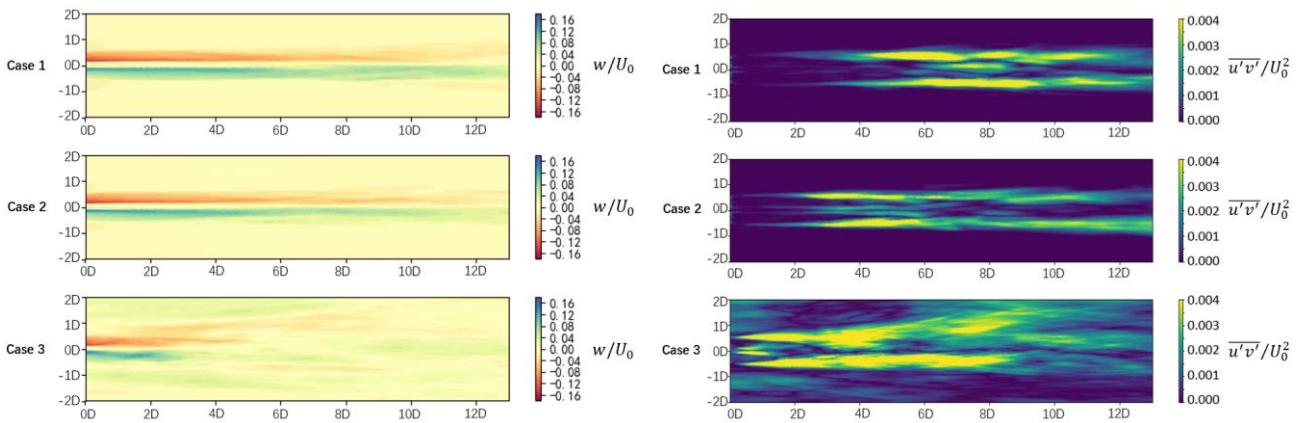 2D
1D
Case 1
0D
-1D
-2D
0D 2D 4D 6D 8D 10D 12D
0.16
0.12
0.08
0.04
0.00
-0.04
-0.08
-0.12
-0.16
w/U₀
2D
1D
Case 1
0D
-1D
-2D
0D 2D 4D 6D 8D 10D 12D
0.004
0.003
0.002
0.001
0.000
u′v′/U₀²
2D
1D
Case 2
0D
-1D
-2D
0D 2D 4D 6D 8D 10D 12D
0.16
0.12
0.08
0.04
0.00
-0.04
-0.08
-0.12
-0.16
w/U₀
2D
1D
Case 2
0D
-1D
-2D
0D 2D 4D 6D 8D 10D 12D
0.004
0.003
0.002
0.001
0.000
u′v′/U₀²
2D
1D
Case 3
0D
-1D
-2D
0D 2D 4D 6D 8D 10D 12D
0.16
0.12
0.08
0.04
0.00
-0.04
-0.08
-0.12
-0.16
w/U₀
2D
1D
Case 3
0D
-1D
-2D
0D 2D 4D 6D 8D 10D 12D
0.004
0.003
0.002
0.001
0.000
u′v′/U₀²